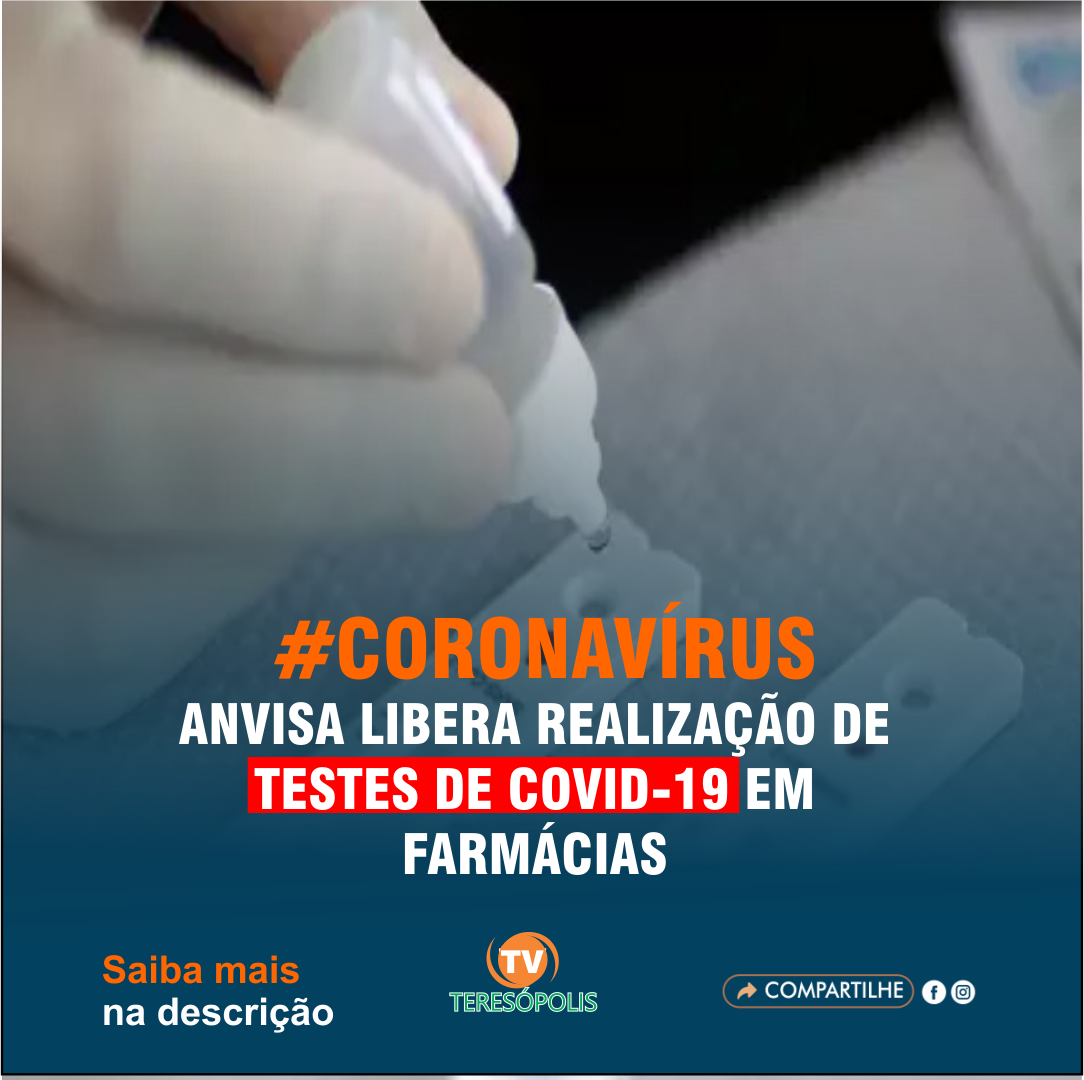 #CORONAVÍRUS
ANVISA LIBERA REALIZAÇÃO DE
TESTES DE COVID-19 EM
FARMÁCIAS
Saiba mais
na descrição
TV
TERESÓPOLIS
COMPARTILHE